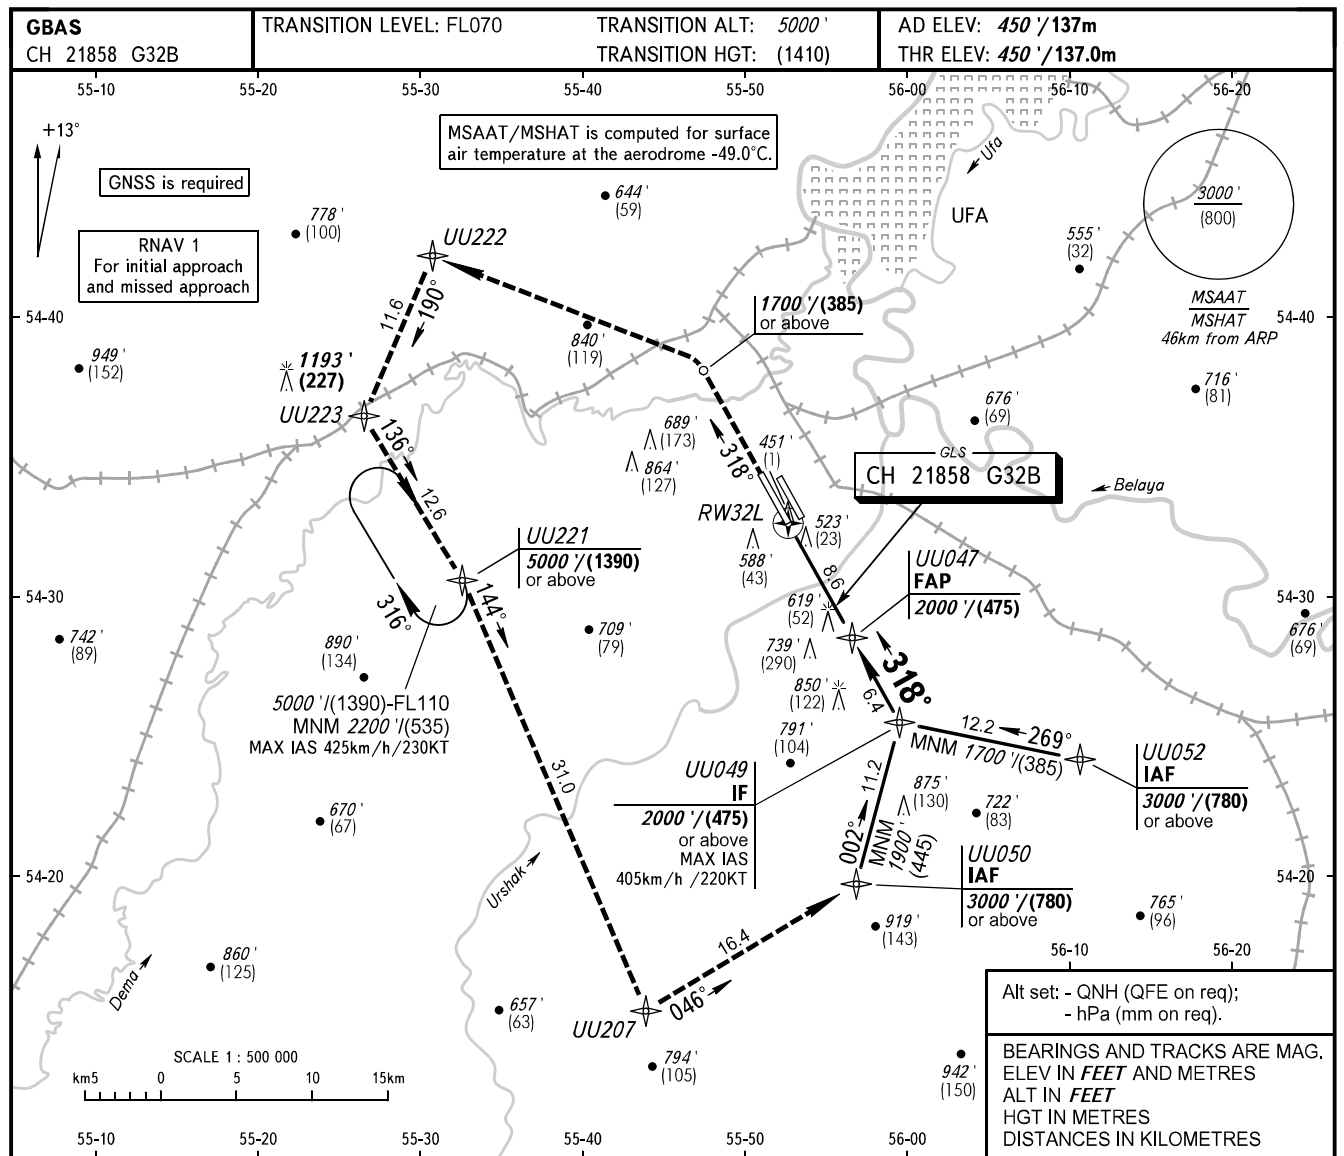 GBAS
CH 21858 G32B
TRANSITION LEVEL: FL070
TRANSITION ALT: 5000 '
TRANSITION HGT: (1410)
AD ELEV: 450 '/137m
THR ELEV: 450 '/137.0m
55-10
55-20
55-30
55-40
55-50
56-00
56-10
56-20
+13°
GNSS is required
RNAV 1
For initial approach
and missed approach
MSAAT/MSHAT is computed for surface
air temperature at the aerodrome -49.0°C.
644 '
(59)
778 '
(100)
UU222
Ufa
UFA
3000 '
(800)
555 '
(32)
MSAAT
MSHAT
46km from ARP
54-40
54-40
11.6
190°
1700 '/(385)
or above
840 '
(119)
949 '
(152)
1193 '
(227)
716 '
(81)
676 '
(69)
UU223
136°
689 '
(173)
864 '
(127)
318°
451 '
(1)
GLS
CH 21858 G32B
Belaya
12.6
RW32L
523 '
(23)
588 '
(43)
UU221
5000 '/(1390)
or above
UU047
FAP
2000 '/(475)
8.6
54-30
54-30
316°
144°
619 '
(52)
676 '
(69)
742 '
(89)
890 '
(134)
709 '
(79)
739 '
(290)
318°
850 '
(122)
6.4
5000 '/(1390)-FL110
MNM 2200 '/(535)
MAX IAS 425km/h/230KT
791 '
(104)
12.2
269°
MNM 1700 '/(385)
UU052
IAF
3000 '/(780)
or above
31.0
UU049
IF
2000 '/(475)
or above
MAX IAS
405km/h /220KT
11.2
002°
MNM
1900 '
(445)
875 '
(130)
722 '
(83)
670 '
(67)
UU050
IAF
3000 '/(780)
or above
54-20
54-20
Urshak
919 '
(143)
765 '
(96)
16.4
046°
860 '
(125)
Dema
657 '
(63)
UU207
56-10
56-20
794 '
(105)
942 '
(150)
SCALE 1 : 500 000
km5 0 5 10 15km
Alt set: - QNH (QFE on req);
- hPa (mm on req).
BEARINGS AND TRACKS ARE MAG.
ELEV IN FEET AND METRES
ALT IN FEET
HGT IN METRES
DISTANCES IN KILOMETRES
55-10
55-20
55-30
55-40
55-50
56-00